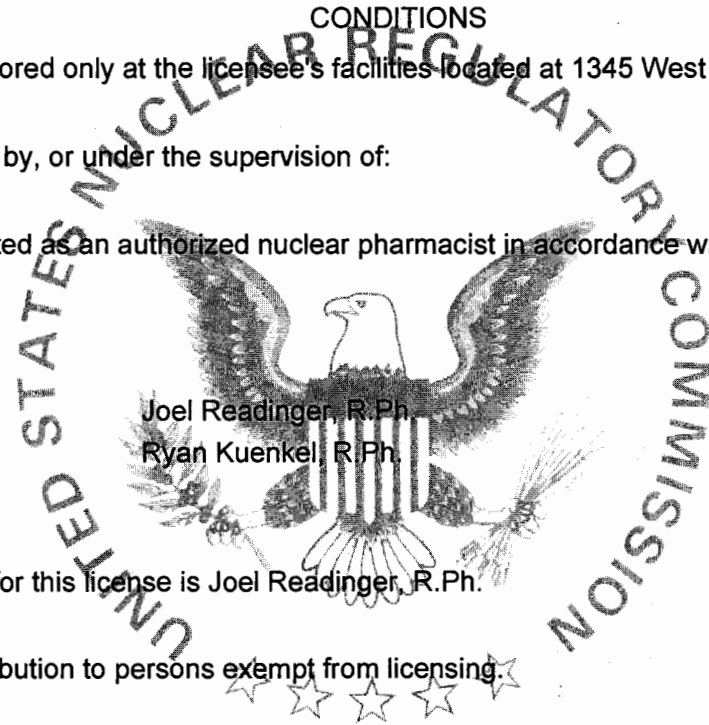 CONDITIONS
ored only at the licensee's facilities located at 1345 West
by, or under the supervision of:
ted as an authorized nuclear pharmacist in accordance w
Joel Readinger, R.Ph.
Ryan Kuenkel, R.Ph.
or this license is Joel Readinger, R.Ph.
bution to persons exempt from licensing.
UNITED STATES NUCLEAR REGULATORY COMMISSION